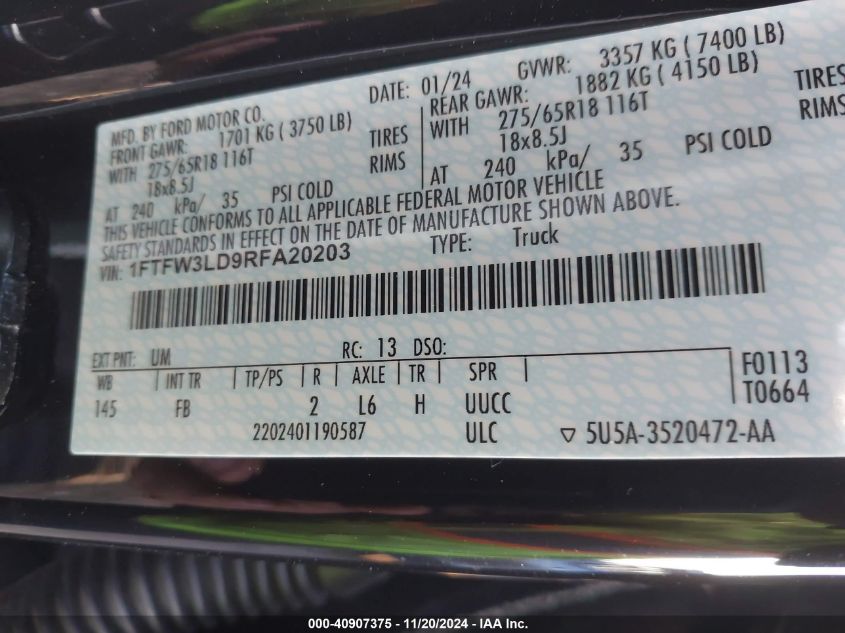 MFD. BY FORD MOTOR CO. DATE: 01/24 GVWR: 3357 KG ( 7400 LB)
FRONT GAWR: 1701 KG ( 3750 LB) REAR GAWR: 1882 KG ( 4150 LB)
WITH 275/65R18 116T TIRES WITH 275/65R18 116T TIRES
18x8.5J RIMS 18x8.5J RIMS
AT 240 kPa/ 35 PSI COLD AT 240 kPa/ 35 PSI COLD
THIS VEHICLE CONFORMS TO ALL APPLICABLE FEDERAL MOTOR VEHICLE
SAFETY STANDARDS IN EFFECT ON THE DATE OF MANUFACTURE SHOWN ABOVE.
VIN: 1FTFW3LD9RFA20203 TYPE: Truck
EXT PNT: UM RC: 13 DSO:
WB INT TR TP/PS R AXLE TR SPR F0113
145 FB 2 L6 H UUCC T0664
2202401190587 ULC ▽ 5U5A-3520472-AA
000-40907375 - 11/20/2024 - IAA Inc.